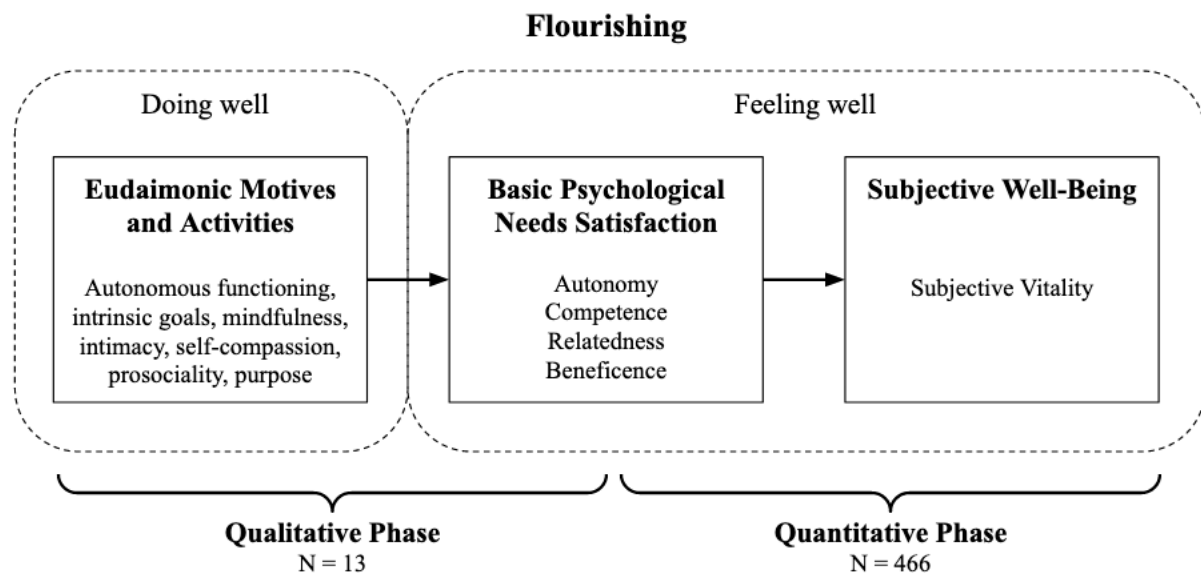 Flourishing
Doing well
Feeling well
Eudaimonic Motives
and Activities
Autonomous functioning,
intrinsic goals, mindfulness,
intimacy, self-compassion,
prosociality, purpose
Basic Psychological
Needs Satisfaction
Autonomy
Competence
Relatedness
Beneficence
Subjective Well-Being
Subjective Vitality
Qualitative Phase
N = 13
Quantitative Phase
N = 466